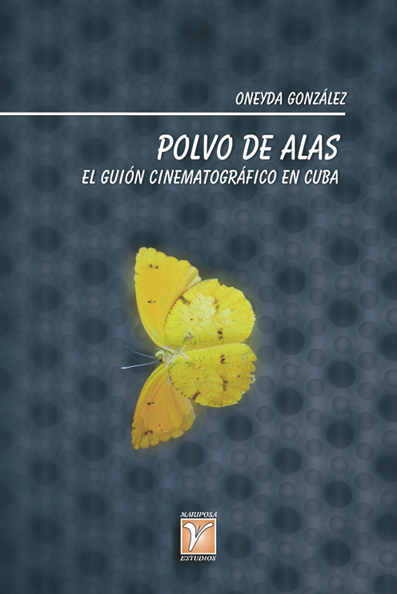 ONEYDA GONZÁLEZ
POLVO DE ALAS
EL GUIÓN CINEMATOGRÁFICO EN CUBA
MARIPOSA
ESTUDIOS